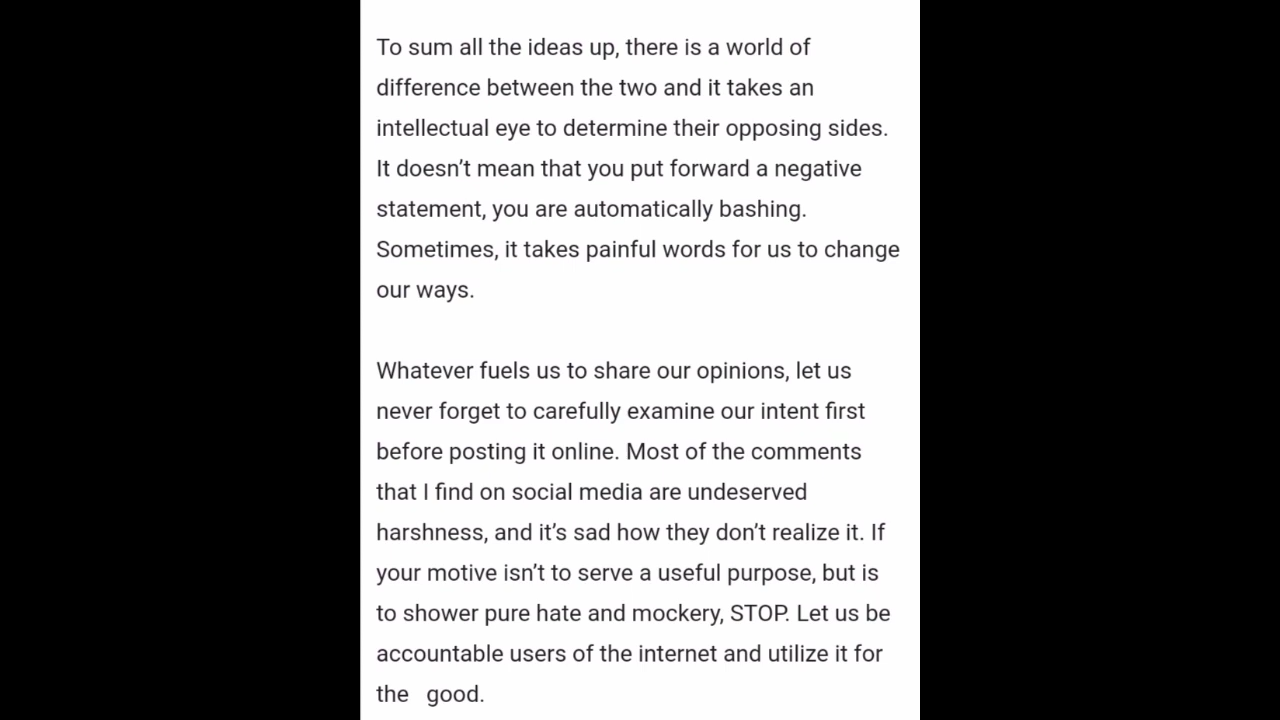 To sum all the ideas up, there is a world of
difference between the two and it takes an
intellectual eye to determine their opposing sides.
It doesn’t mean that you put forward a negative
statement, you are automatically bashing.
Sometimes, it takes painful words for us to change
our ways.
Whatever fuels us to share our opinions, let us
never forget to carefully examine our intent first
before posting it online. Most of the comments
that I find on social media are undeserved
harshness, and it’s sad how they don’t realize it. If
your motive isn’t to serve a useful purpose, but is
to shower pure hate and mockery, STOP. Let us be
accountable users of the internet and utilize it for
the   good.